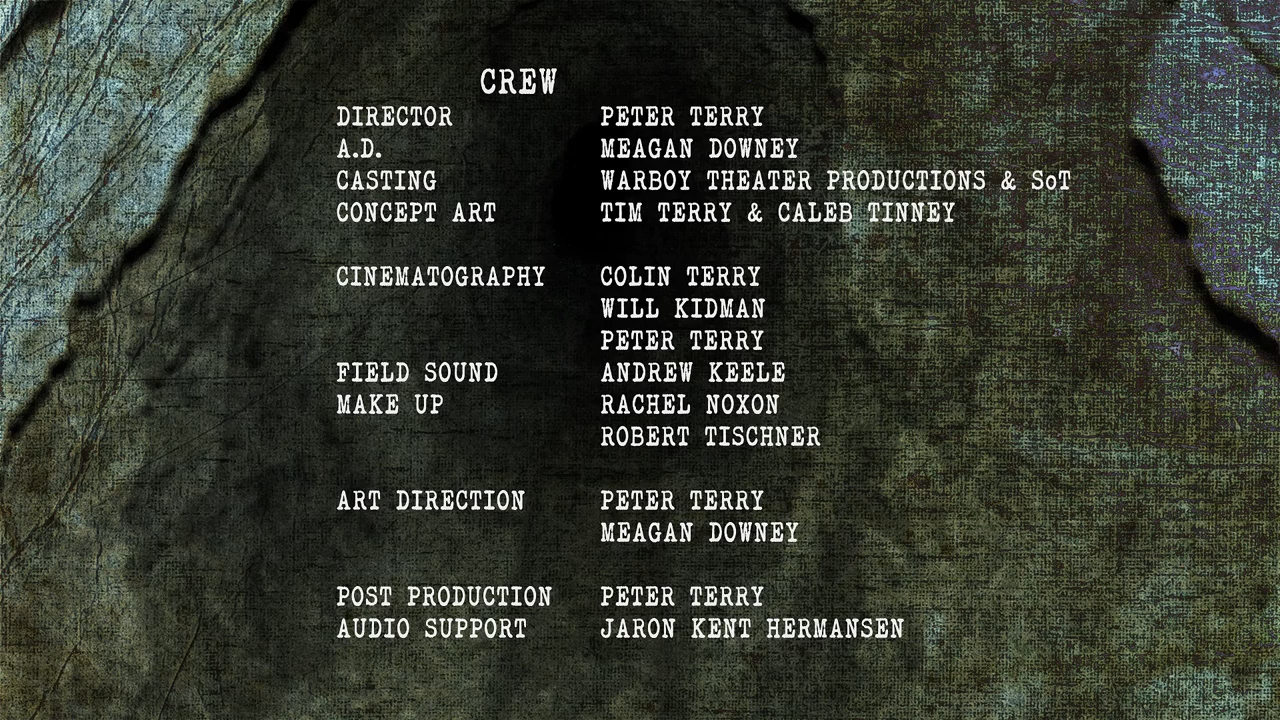 CREW
DIRECTOR PETER TERRY
A.D. MEAGAN DOWNEY
CASTING WARBOY THEATER PRODUCTIONS & SoT
CONCEPT ART TIM TERRY & CALEB TINNEY
CINEMATOGRAPHY COLIN TERRY
WILL KIDMAN
PETER TERRY
FIELD SOUND ANDREW KEELE
MAKE UP RACHEL NOXON
ROBERT TISCHNER
ART DIRECTION PETER TERRY
MEAGAN DOWNEY
POST PRODUCTION PETER TERRY
AUDIO SUPPORT JARON KENT HERMANSEN